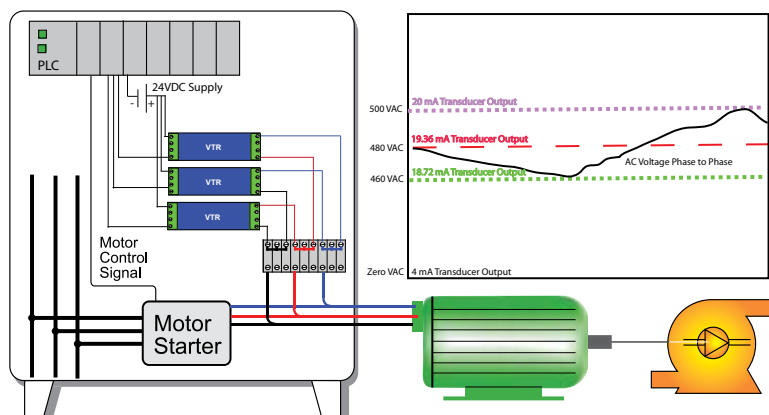 PLC
24VDC Supply
- +
VTR
VTR
VTR
Motor
Control
Signal
Motor
Starter
20 mA Transducer Output
500 VAC
19.36 mA Transducer Output
480 VAC
AC Voltage Phase to Phase
18.72 mA Transducer Output
460 VAC
Zero VAC
4 mA Transducer Output